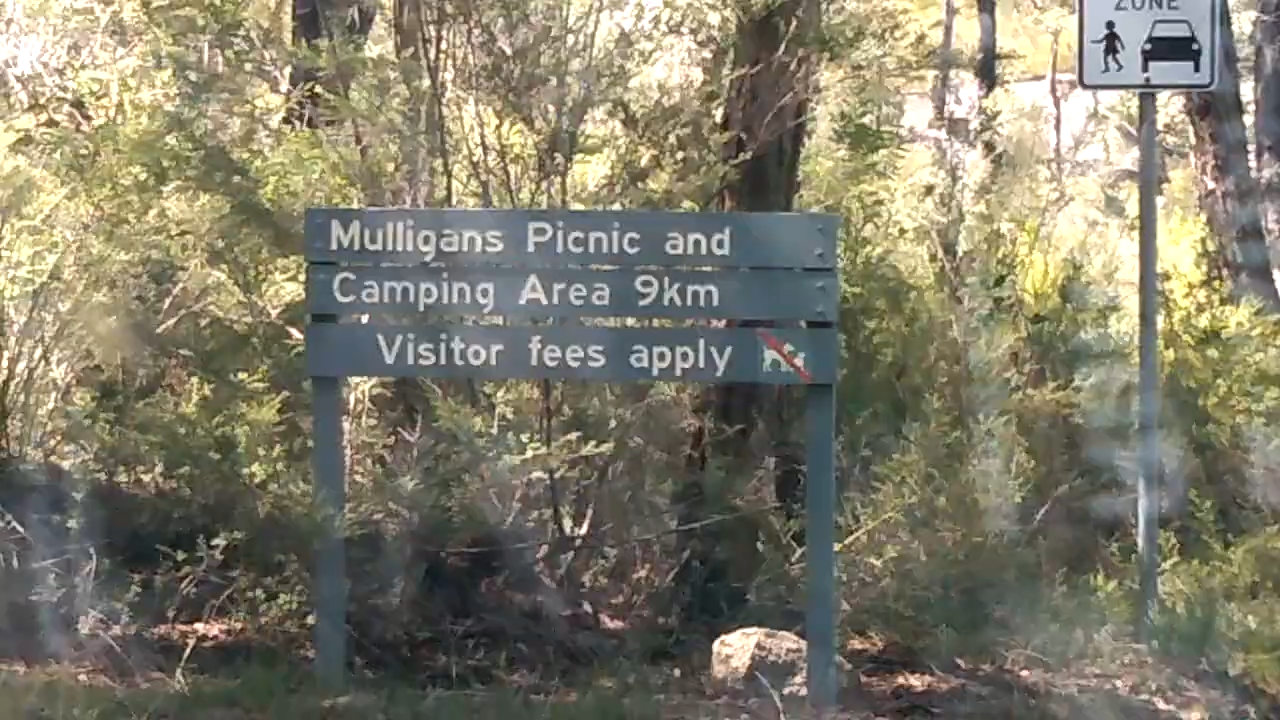 ZONE
Mulligans Picnic and
Camping Area 9km
Visitor fees apply